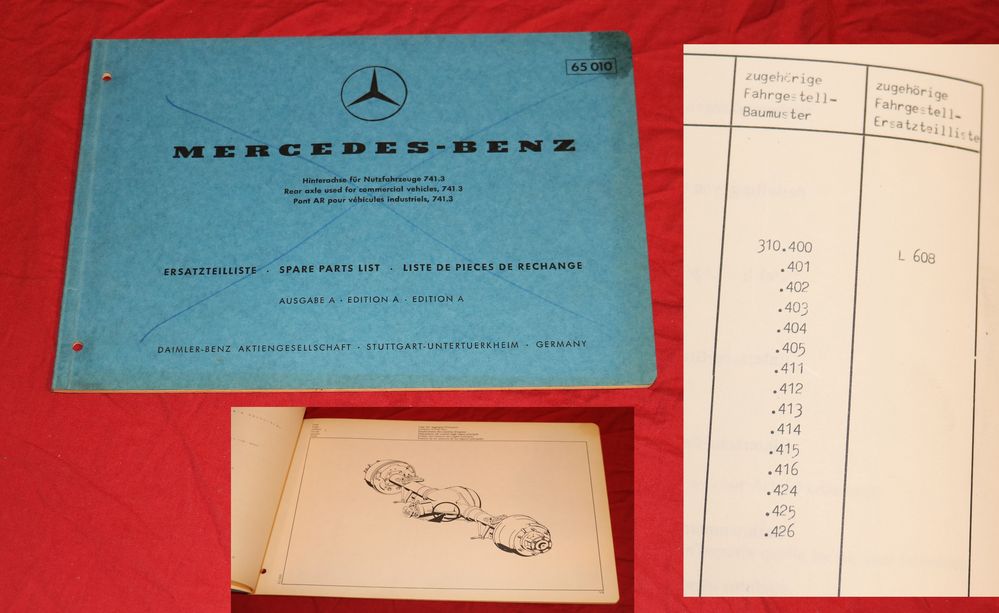 65 010
MERCEDES-BENZ
Hinterachse für Nutzfahrzeuge 741.3
Rear axle used for commercial vehicles, 741.3
Pont AR pour véhicules industriels, 741.3
ERSATZTEILLISTE · SPARE PARTS LIST · LISTE DE PIECES DE RECHANGE
AUSGABE A · EDITION A · EDITION A
DAIMLER-BENZ AKTIENGESELLSCHAFT · STUTTGART-UNTERTUERKHEIM · GERMANY
zugehörige
Fahrgestell-
Baumuster
zugehörige
Fahrgestell-
Ersatzteilliste
310.400
.401
.402
.403
.404
.405
.411
.412
.413
.414
.415
.416
.424
.425
.426
L 608